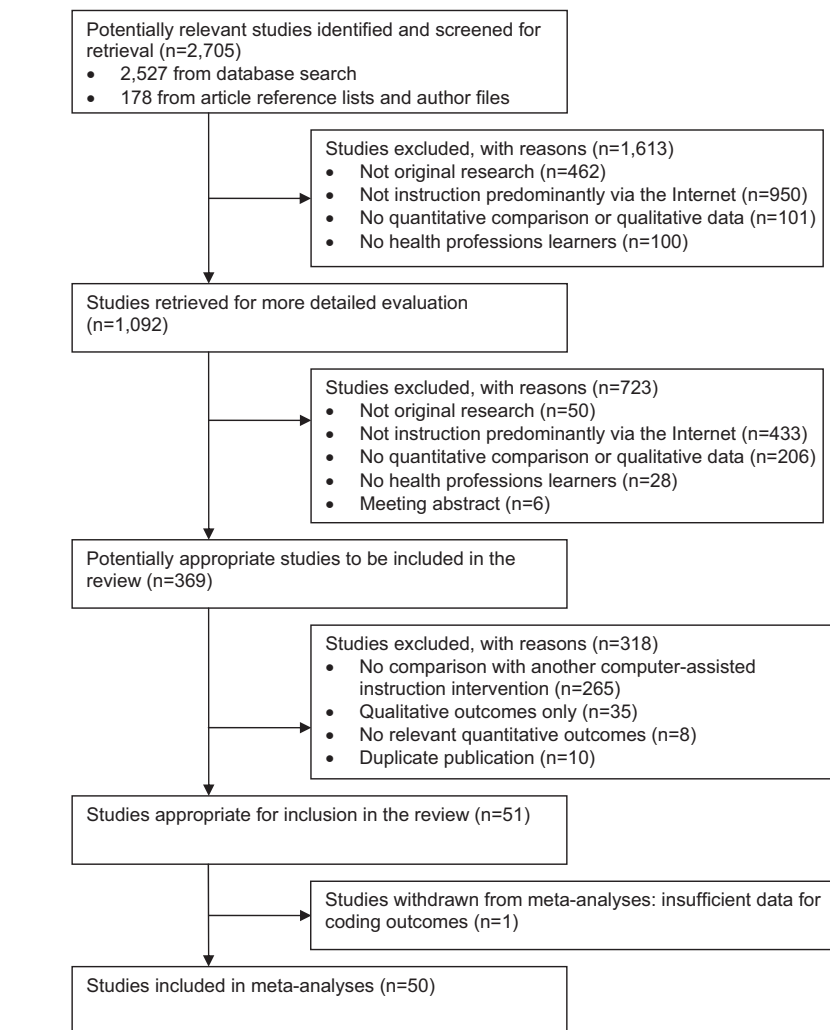 Potentially relevant studies identified and screened for
retrieval (n=2,705)
• 2,527 from database search
• 178 from article reference lists and author files
Studies excluded, with reasons (n=1,613)
• Not original research (n=462)
• Not instruction predominantly via the Internet (n=950)
• No quantitative comparison or qualitative data (n=101)
• No health professions learners (n=100)
Studies retrieved for more detailed evaluation
(n=1,092)
Studies excluded, with reasons (n=723)
• Not original research (n=50)
• Not instruction predominantly via the Internet (n=433)
• No quantitative comparison or qualitative data (n=206)
• No health professions learners (n=28)
• Meeting abstract (n=6)
Potentially appropriate studies to be included in the
review (n=369)
Studies excluded, with reasons (n=318)
• No comparison with another computer-assisted
instruction intervention (n=265)
• Qualitative outcomes only (n=35)
• No relevant quantitative outcomes (n=8)
• Duplicate publication (n=10)
Studies appropriate for inclusion in the review (n=51)
Studies withdrawn from meta-analyses: insufficient data for
coding outcomes (n=1)
Studies included in meta-analyses (n=50)